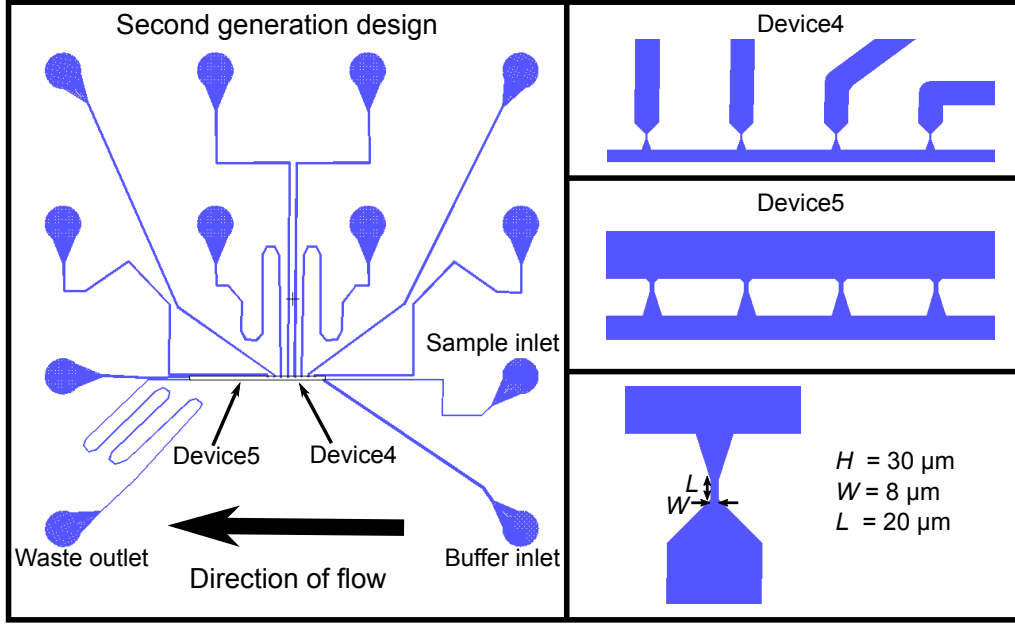 Second generation design
Sample inlet
Device5
Device4
Waste outlet
Buffer inlet
Direction of flow
Device4
Device5
L
W
H = 30 µm
W = 8 µm
L = 20 µm